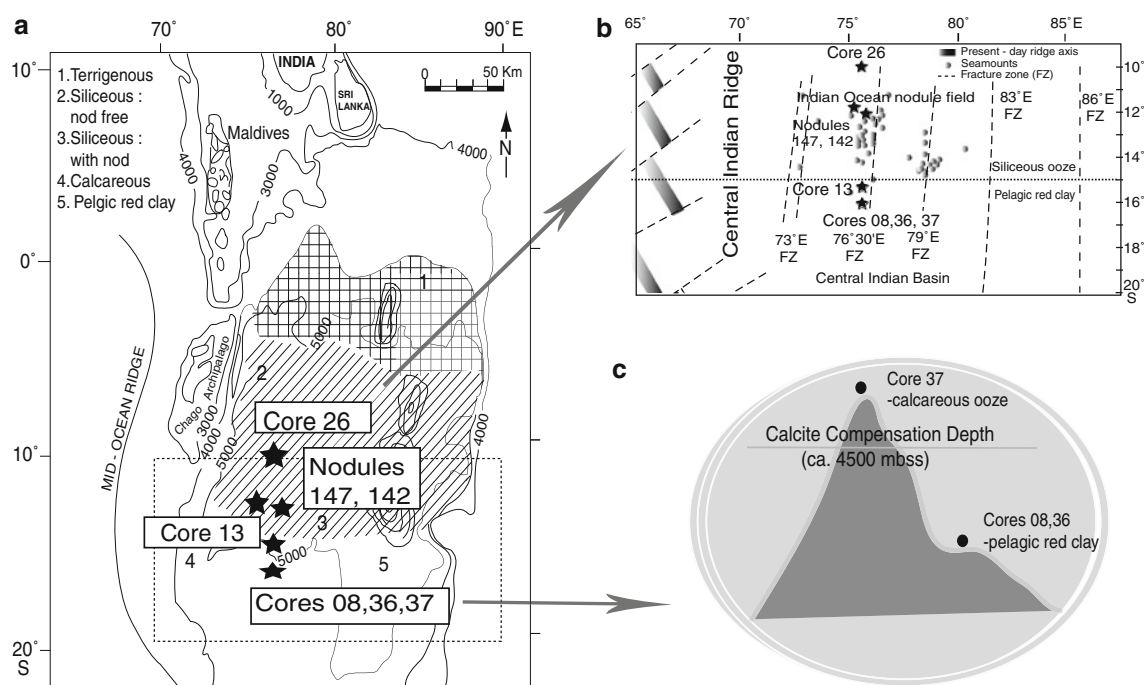 a
70˚
80˚
90˚E
10˚
0˚
10˚
20˚
S
1.Terrigenous
2.Siliceous :
nod free
3.Siliceous :
with nod
4.Calcareous
5. Pelgic red clay
INDIA
SRI
LANKA
0
50 Km
N
Maldives
1000
4000
3000
4000
1
5000
2
Chago Archipalago
3000
4000
5000
MID - OCEAN RIDGE
4000
Core 26
Nodules
147, 142
3
Core 13
4
5000
5
Cores 08,36,37
b
65˚
70˚
75˚
80˚
85˚E
Core 26
Present - day ridge axis
Seamounts
Fracture zone (FZ)
10˚
12˚
14˚
16˚
18˚
20˚
S
Central Indian Ridge
Indian Ocean nodule field
Nodules
147, 142
83˚E
FZ
86˚E
FZ
Siliceous ooze
Pelagic red clay
Core 13
Cores 08,36, 37
73˚E
FZ
76˚30'E
FZ
79˚E
FZ
Central Indian Basin
c
Core 37
-calcareous ooze
Calcite Compensation Depth
(ca. 4500 mbss)
Cores 08,36
-pelagic red clay